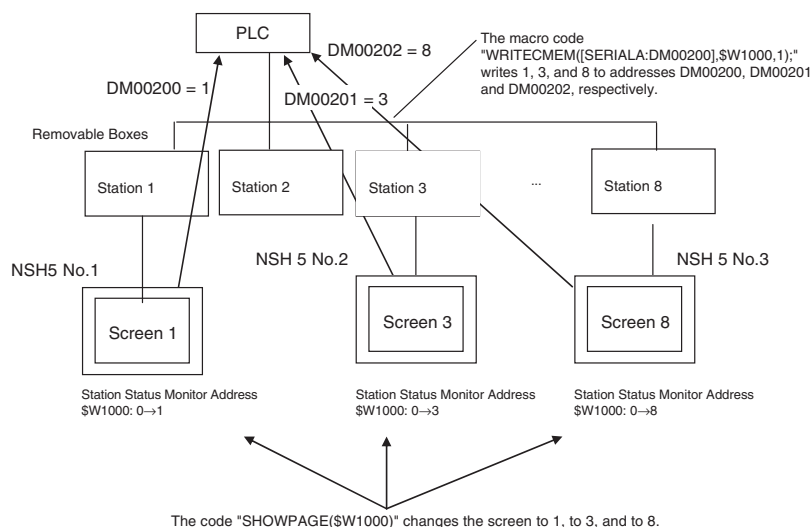 PLC
DM00202 = 8
The macro code
"WRITECMEM([SERIALA:DM00200],$W1000,1);"
writes 1, 3, and 8 to addresses DM00200, DM00201
and DM00202, respectively.
DM00200 = 1
DM00201 = 3
Removable Boxes
Station 1
Station 2
Station 3
...
Station 8
NSH5 No.1
NSH 5 No.2
NSH 5 No.3
Screen 1
Screen 3
Screen 8
Station Status Monitor Address
$W1000: 0→1
Station Status Monitor Address
$W1000: 0→3
Station Status Monitor Address
$W1000: 0→8
The code "SHOWPAGE($W1000)" changes the screen to 1, to 3, and to 8.